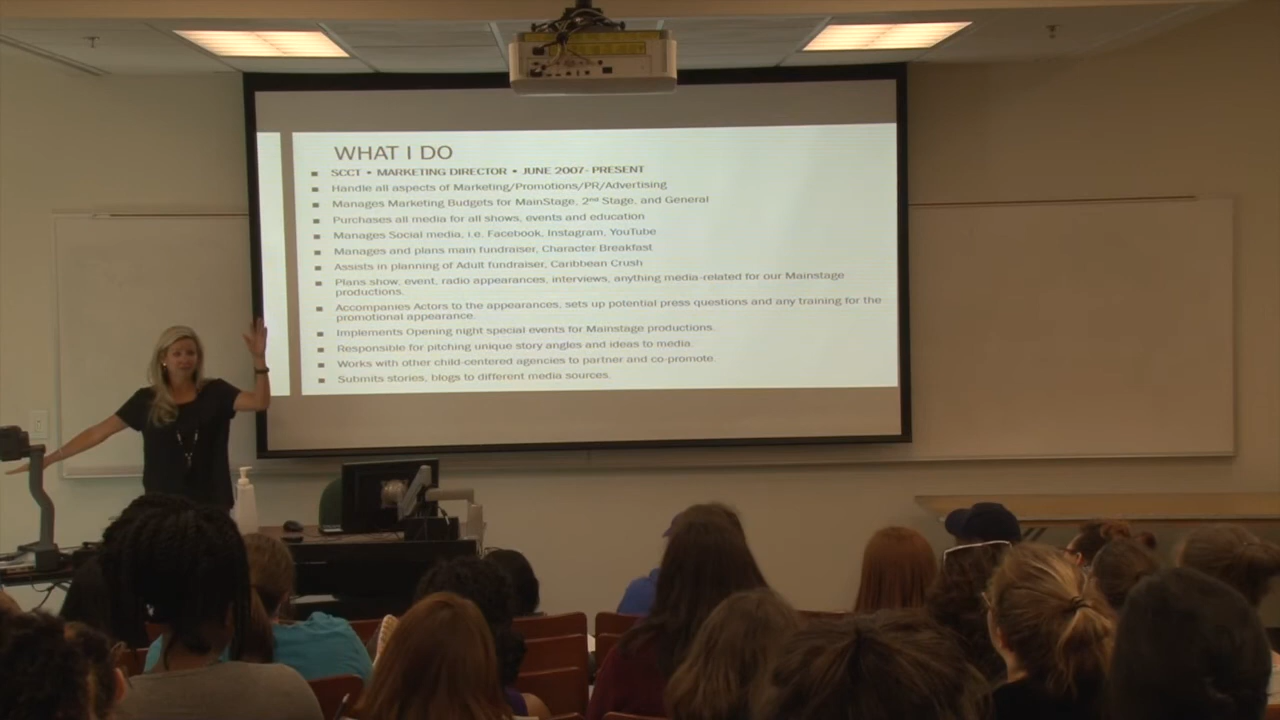 WHAT I DO
SCCT • MARKETING DIRECTOR • JUNE 2007- PRESENT
Handle all aspects of Marketing/Promotions/PR/Advertising
Manages Marketing Budgets for MainStage, 2nd Stage, and General
Purchases all media for all shows, events and education
Manages Social media, i.e. Facebook, Instagram, YouTube
Manages and plans main fundraiser, Character Breakfast
Assists in planning of Adult fundraiser, Caribbean Crush
Plans show, event, radio appearances, interviews, anything media-related for our Mainstage
productions.
Accompanies Actors to the appearances, sets up potential press questions and any training for the
promotional appearance.
Implements Opening night special events for Mainstage productions.
Responsible for pitching unique story angles and ideas to media.
Works with other child-centered agencies to partner and co-promote.
Submits stories, blogs to different media sources.